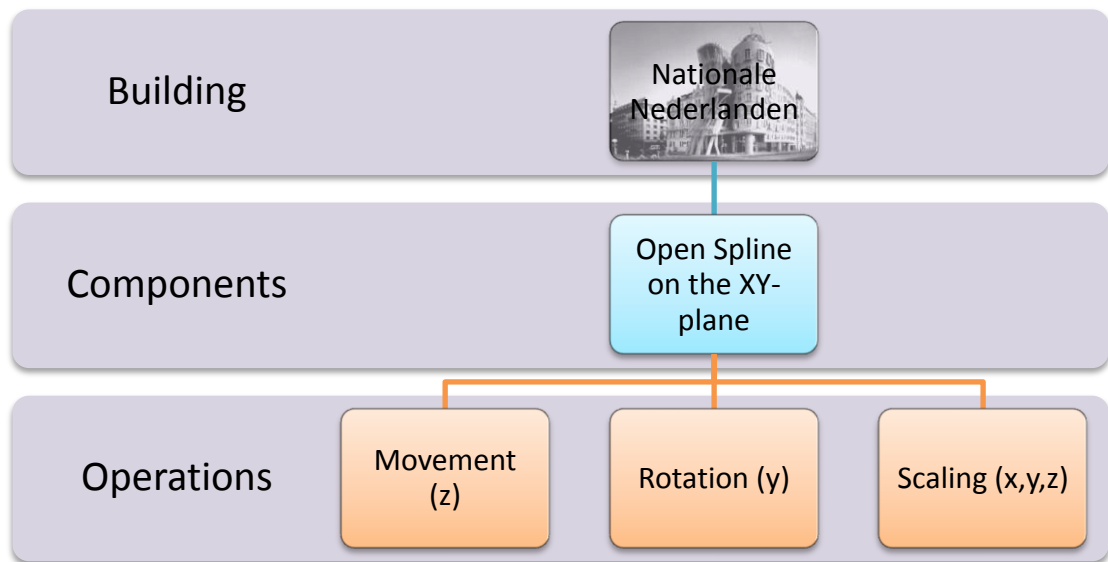 Building
Nationale
Nederlanden
Components
Open Spline
on the XY-
plane
Operations
Movement
(z)
Rotation (y)
Scaling (x,y,z)